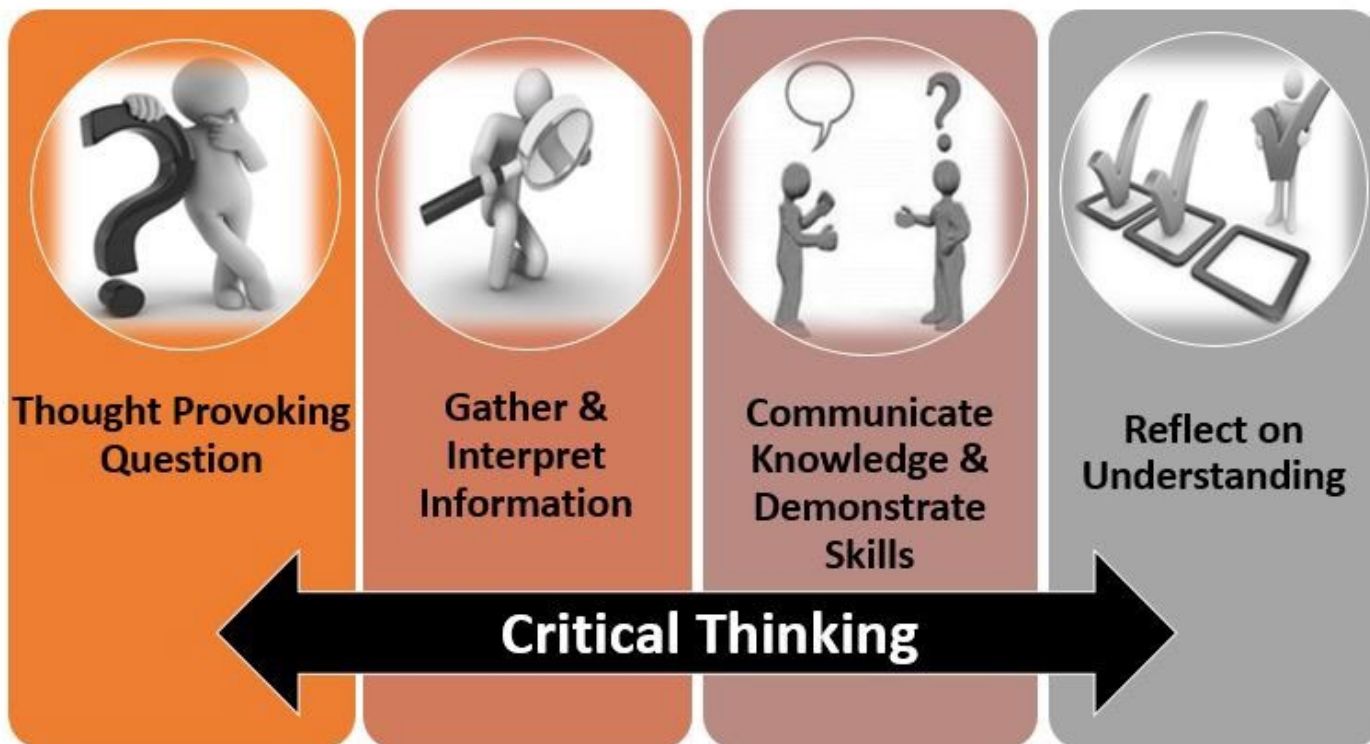 Thought Provoking
Question
Gather &
Interpret
Information
Communicate
Knowledge &
Demonstrate
Skills
Reflect on
Understanding
Critical Thinking